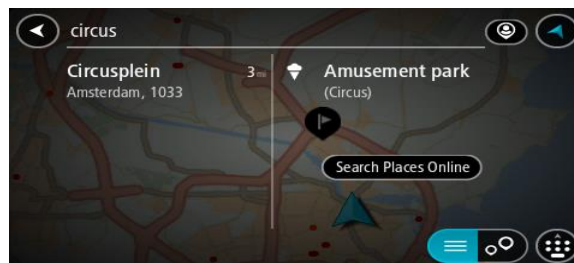 circus
Circusplein
3 mi
Amsterdam, 1033
Amusement park
(Circus)
Search Places Online